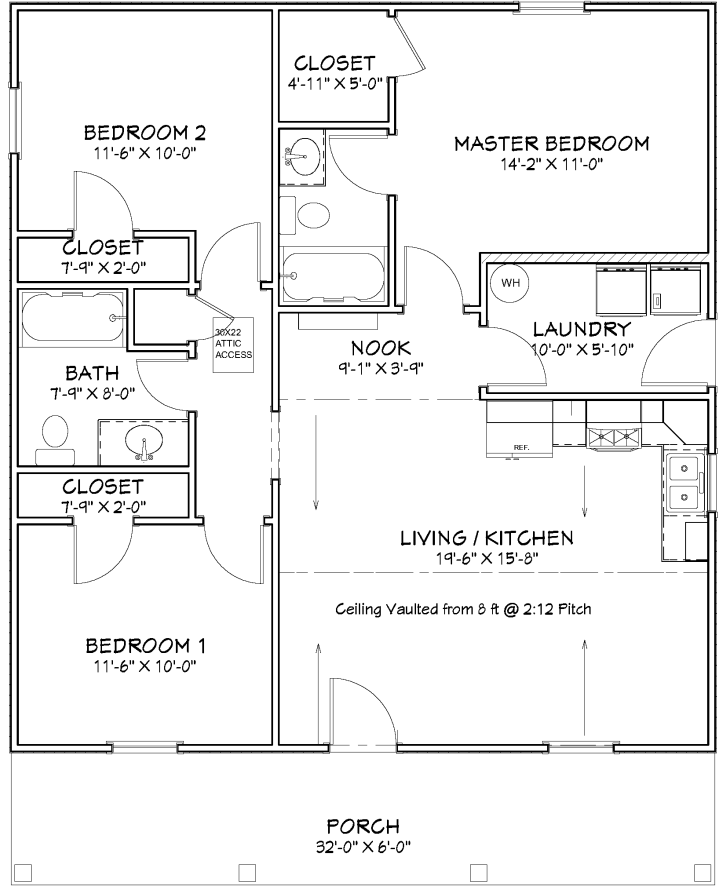 CLOSET
4'-11" X 5'-0"
BEDROOM 2
11'-6" X 10'-0"
MASTER BEDROOM
14'-2" X 11'-0"
CLOSET
7'-9" X 2'-0"
WH
30X22
ATTIC
ACCESS
LAUNDRY
10'-0" X 5'-10"
NOOK
9'-1" X 3'-9"
BATH
7'-9" X 8'-0"
REF.
CLOSET
7'-9" X 2'-0"
LIVING / KITCHEN
19'-6" X 15'-8"
Ceiling Vaulted from 8 ft @ 2:12 Pitch
BEDROOM 1
11'-6" X 10'-0"
PORCH
32'-0" X 6'-0"